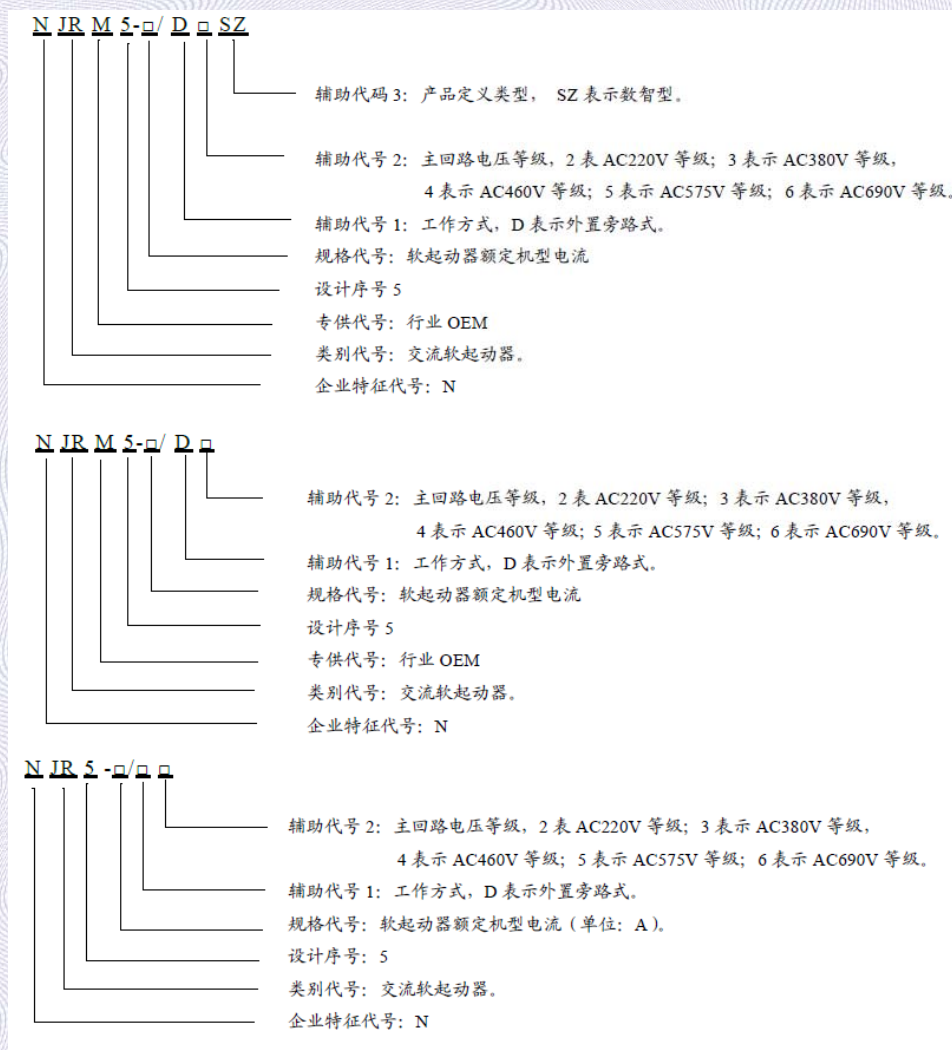 N JR M 5-□/ D □ SZ
辅助代码 3：产品定义类型， SZ 表示数智型。
辅助代号 2：主回路电压等级，2 表 AC220V 等级；3 表示 AC380V 等级，
4 表示 AC460V 等级；5 表示 AC575V 等级；6 表示 AC690V 等级。
辅助代号 1：工作方式，D 表示外置旁路式。
规格代号：软起动器额定机型电流
设计序号 5
专供代号：行业 OEM
类别代号：交流软起动器。
企业特征代号：N
N JR M 5-□/ D □
辅助代号 2：主回路电压等级，2 表 AC220V 等级；3 表示 AC380V 等级，
4 表示 AC460V 等级；5 表示 AC575V 等级；6 表示 AC690V 等级。
辅助代号 1：工作方式，D 表示外置旁路式。
规格代号：软起动器额定机型电流
设计序号 5
专供代号：行业 OEM
类别代号：交流软起动器。
企业特征代号：N
N JR 5 -□/□ □
辅助代号 2：主回路电压等级，2 表 AC220V 等级；3 表示 AC380V 等级，
4 表示 AC460V 等级；5 表示 AC575V 等级；6 表示 AC690V 等级。
辅助代号 1：工作方式，D 表示外置旁路式。
规格代号：软起动器额定机型电流（单位：A）。
设计序号：5
类别代号：交流软起动器。
企业特征代号：N